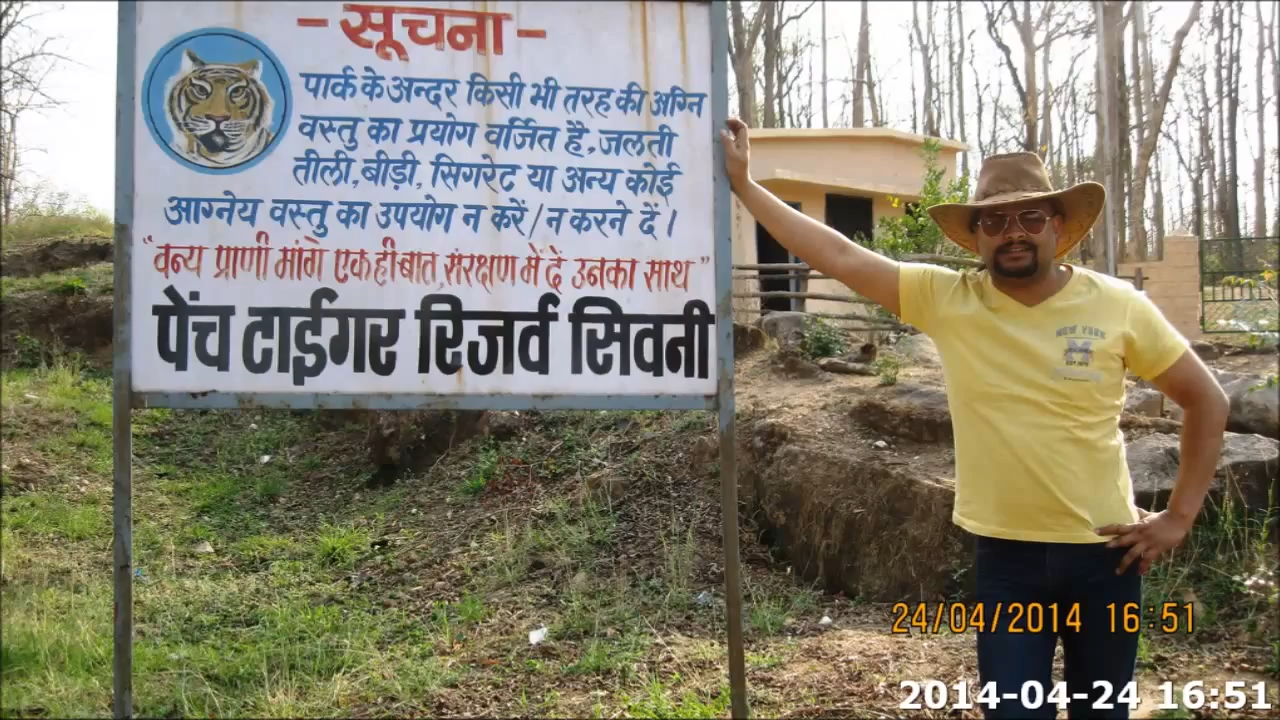 - सूचना -
पार्क के अन्दर किसी भी तरह की अग्नि
वस्तु का प्रयोग वर्जित है, जलती
तीली, बीड़ी, सिगरेट या अन्य कोई
आग्नेय वस्तु का उपयोग न करें / न करने दें ।
"वन्य प्राणी मांगे एक ही बात, संरक्षण में दें उनका साथ"
पेंच टाईगर रिजर्व सिवनी
NEW YORK
24/04/2014 16:51
2014-04-24 16:51